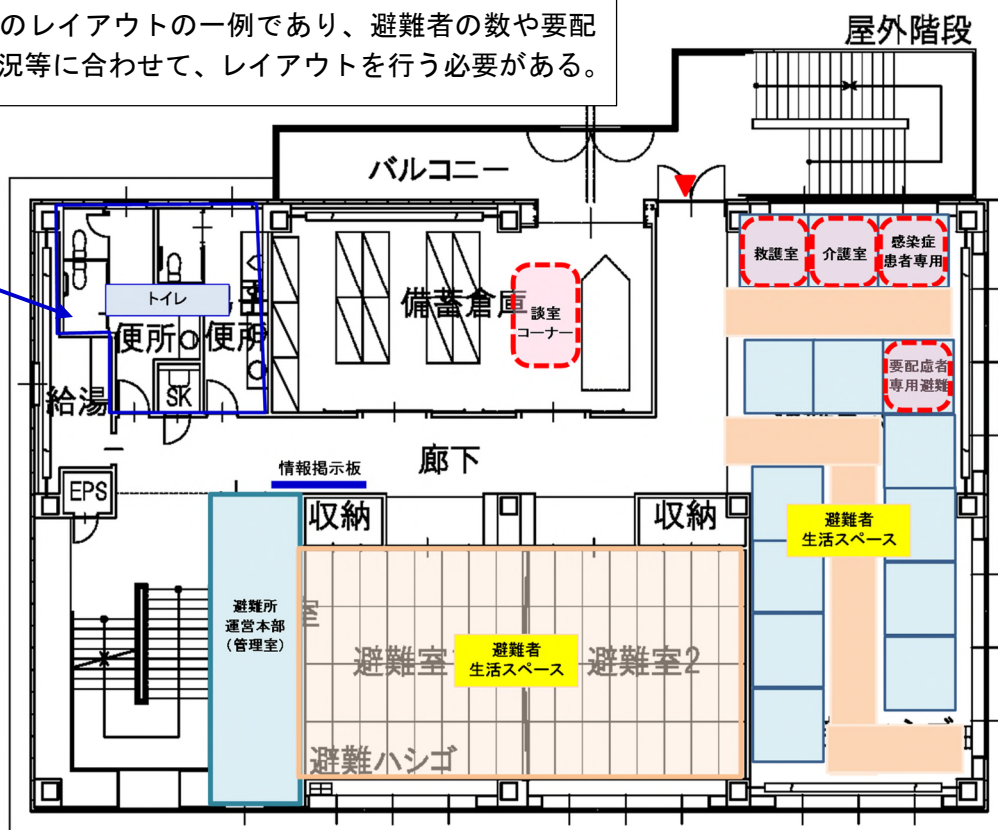 のレイアウトの一例であり、避難者の数や要配
況等に合わせて、レイアウトを行う必要がある。
屋外階段
バルコニー
救護室
介護室
感染症
患者専用
トイレ
備蓄倉庫
談室
コーナー
便所
便所
要配慮者
専用避難
給湯
SK
廊下
情報掲示板
EPS
収納
収納
避難者
生活スペース
避難所
運営本部
(管理室)
室
避難室
避難者
生活スペース
避難室2
避難ハシゴ